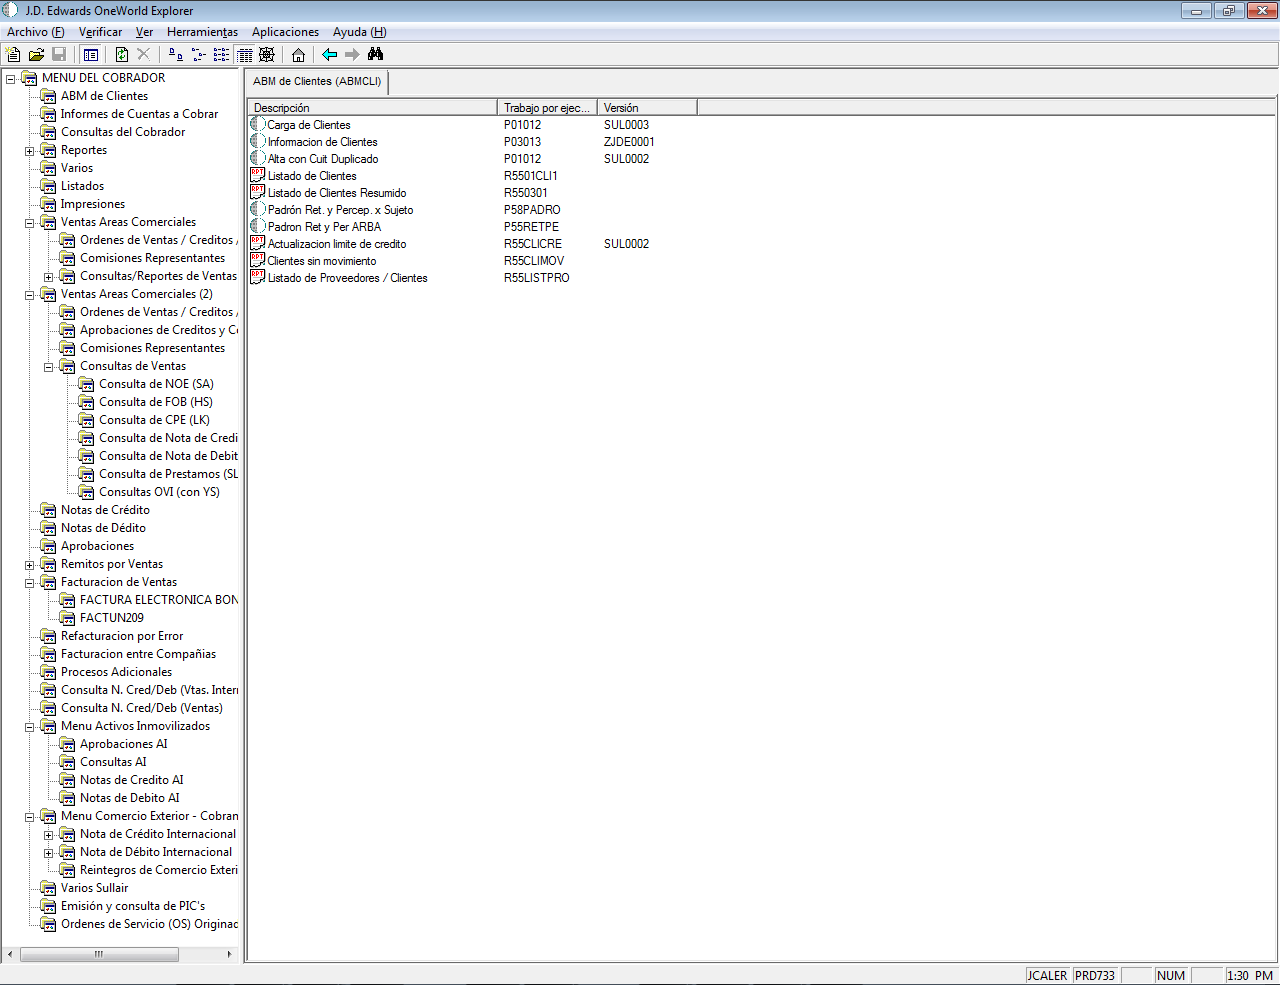 J.D. Edwards OneWorld Explorer
Archivo (F) Verificar Ver Herramientas Aplicaciones Ayuda (H)
MENU DEL COBRADOR
ABM de Clientes
Informes de Cuentas a Cobrar
Consultas del Cobrador
Reportes
Varios
Listados
Impresiones
Ventas Areas Comerciales
Ordenes de Ventas / Creditos /
Comisiones Representantes
Consultas/Reportes de Ventas
Ventas Areas Comerciales (2)
Ordenes de Ventas / Creditos /
Aprobaciones de Creditos y C
Comisiones Representantes
Consultas de Ventas
Consulta de NOE (SA)
Consulta de FOB (HS)
Consulta de CPE (LK)
Consulta de Nota de Credi
Consulta de Nota de Debit
Consulta de Prestamos (SL
Consultas OVI (con YS)
Notas de Crédito
Notas de Dédito
Aprobaciones
Remitos por Ventas
Facturacion de Ventas
FACTURA ELECTRONICA BON
FACTUN209
Refacturacion por Error
Facturacion entre Compañias
Procesos Adicionales
Consulta N. Cred/Deb (Vtas. Inter
Consulta N. Cred/Deb (Ventas)
Menu Activos Inmovilizados
Aprobaciones AI
Consultas AI
Notas de Credito AI
Notas de Debito AI
Menu Comercio Exterior - Cobran
Nota de Crédito Internacional
Nota de Débito Internacional
Reintegros de Comercio Exteri
Varios Sullair
Emisión y consulta de PIC's
Ordenes de Servicio (OS) Originac
ABM de Clientes (ABMCLI)
Descripción Trabajo por ejec... Versión
Carga de Clientes P01012 SUL0003
Informacion de Clientes P03013 ZJDE0001
Alta con Cuit Duplicado P01012 SUL0002
RPT Listado de Clientes R5501CLI1
RPT Listado de Clientes Resumido R550301
Padrón Ret. y Percep. x Sujeto P58PADRO
Padron Ret y Per ARBA P55RETPE
RPT Actualizacion limite de credito R55CLICRE SUL0002
RPT Clientes sin movimiento R55CLIMOV
RPT Listado de Proveedores / Clientes R55LISTPRO
JCALER PRD733 NUM 1:30 PM